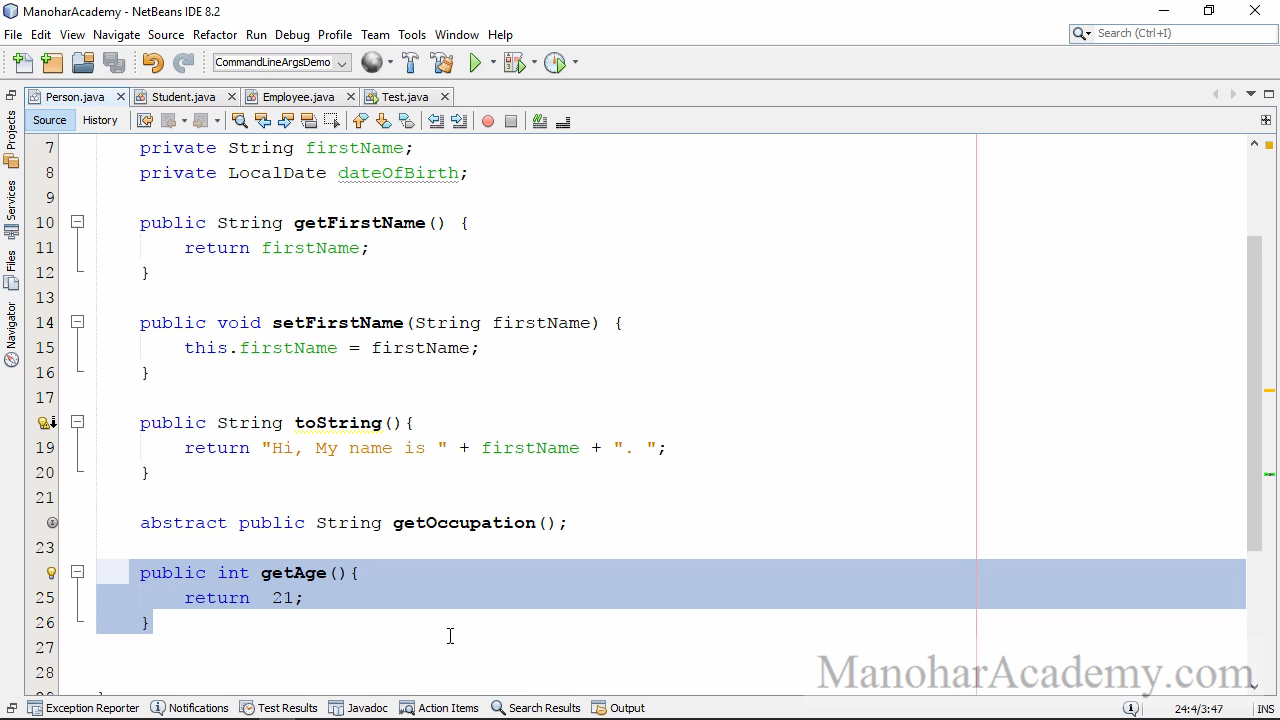 ManoharAcademy - NetBeans IDE 8.2
File Edit View Navigate Source Refactor Run Debug Profile Team Tools Window Help
Search (Ctrl+I)
CommandLineArgsDemo
Person.java Student.java Employee.java Test.java
Source History
Projects
Services
Files
Navigator
7 private String firstName;
8 private LocalDate dateOfBirth;
9
10 public String getFirstName() {
11 return firstName;
12 }
13
14 public void setFirstName(String firstName) {
15 this.firstName = firstName;
16 }
17
public String toString(){
19 return "Hi, My name is " + firstName + ". ";
20 }
21
abstract public String getOccupation();
23
public int getAge(){
25 return 21;
26 }
27
28
}
ManoharAcademy.com
Exception Reporter Notifications Test Results Javadoc Action Items Search Results Output
24:4/3:47 INS